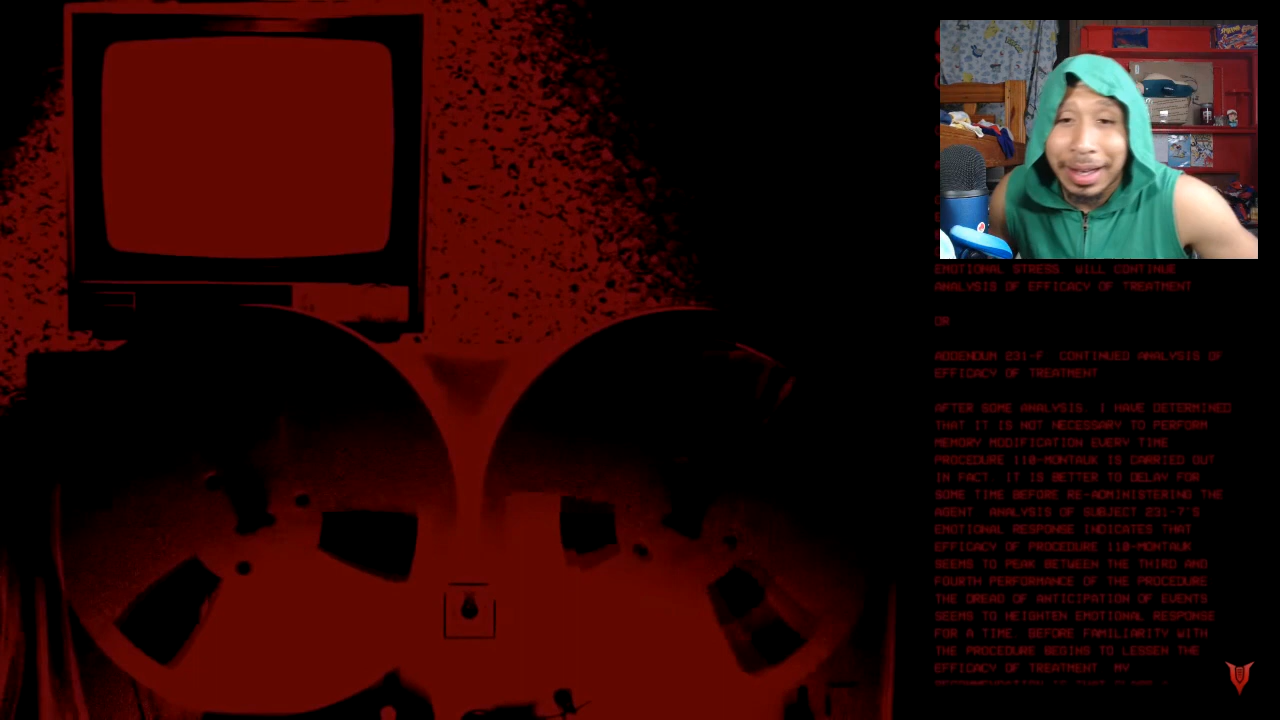 EMOTIONAL STRESS. WILL CONTINUE
ANALYSIS OF EFFICACY OF TREATMENT
OR
ADDENDUM 231-F CONTINUED ANALYSIS OF
EFFICACY OF TREATMENT
AFTER SOME ANALYSIS, I HAVE DETERMINED
THAT IT IS NOT NECESSARY TO PERFORM
MEMORY MODIFICATION EVERY TIME
PROCEDURE 110-MONTAUK IS CARRIED OUT
IN FACT, IT IS BETTER TO DELAY FOR
SOME TIME BEFORE RE-ADMINISTERING THE
AGENT. ANALYSIS OF SUBJECT 231-7'S
EMOTIONAL RESPONSE INDICATES THAT
EFFICACY OF PROCEDURE 110-MONTAUK
SEEMS TO PEAK BETWEEN THE THIRD AND
FOURTH PERFORMANCE OF THE PROCEDURE
THE DREAD OF ANTICIPATION OF EVENTS
SEEMS TO HEIGHTEN EMOTIONAL RESPONSE
FOR A TIME, BEFORE FAMILIARITY WITH
THE PROCEDURE BEGINS TO LESSEN THE
EFFICACY OF TREATMENT. MY